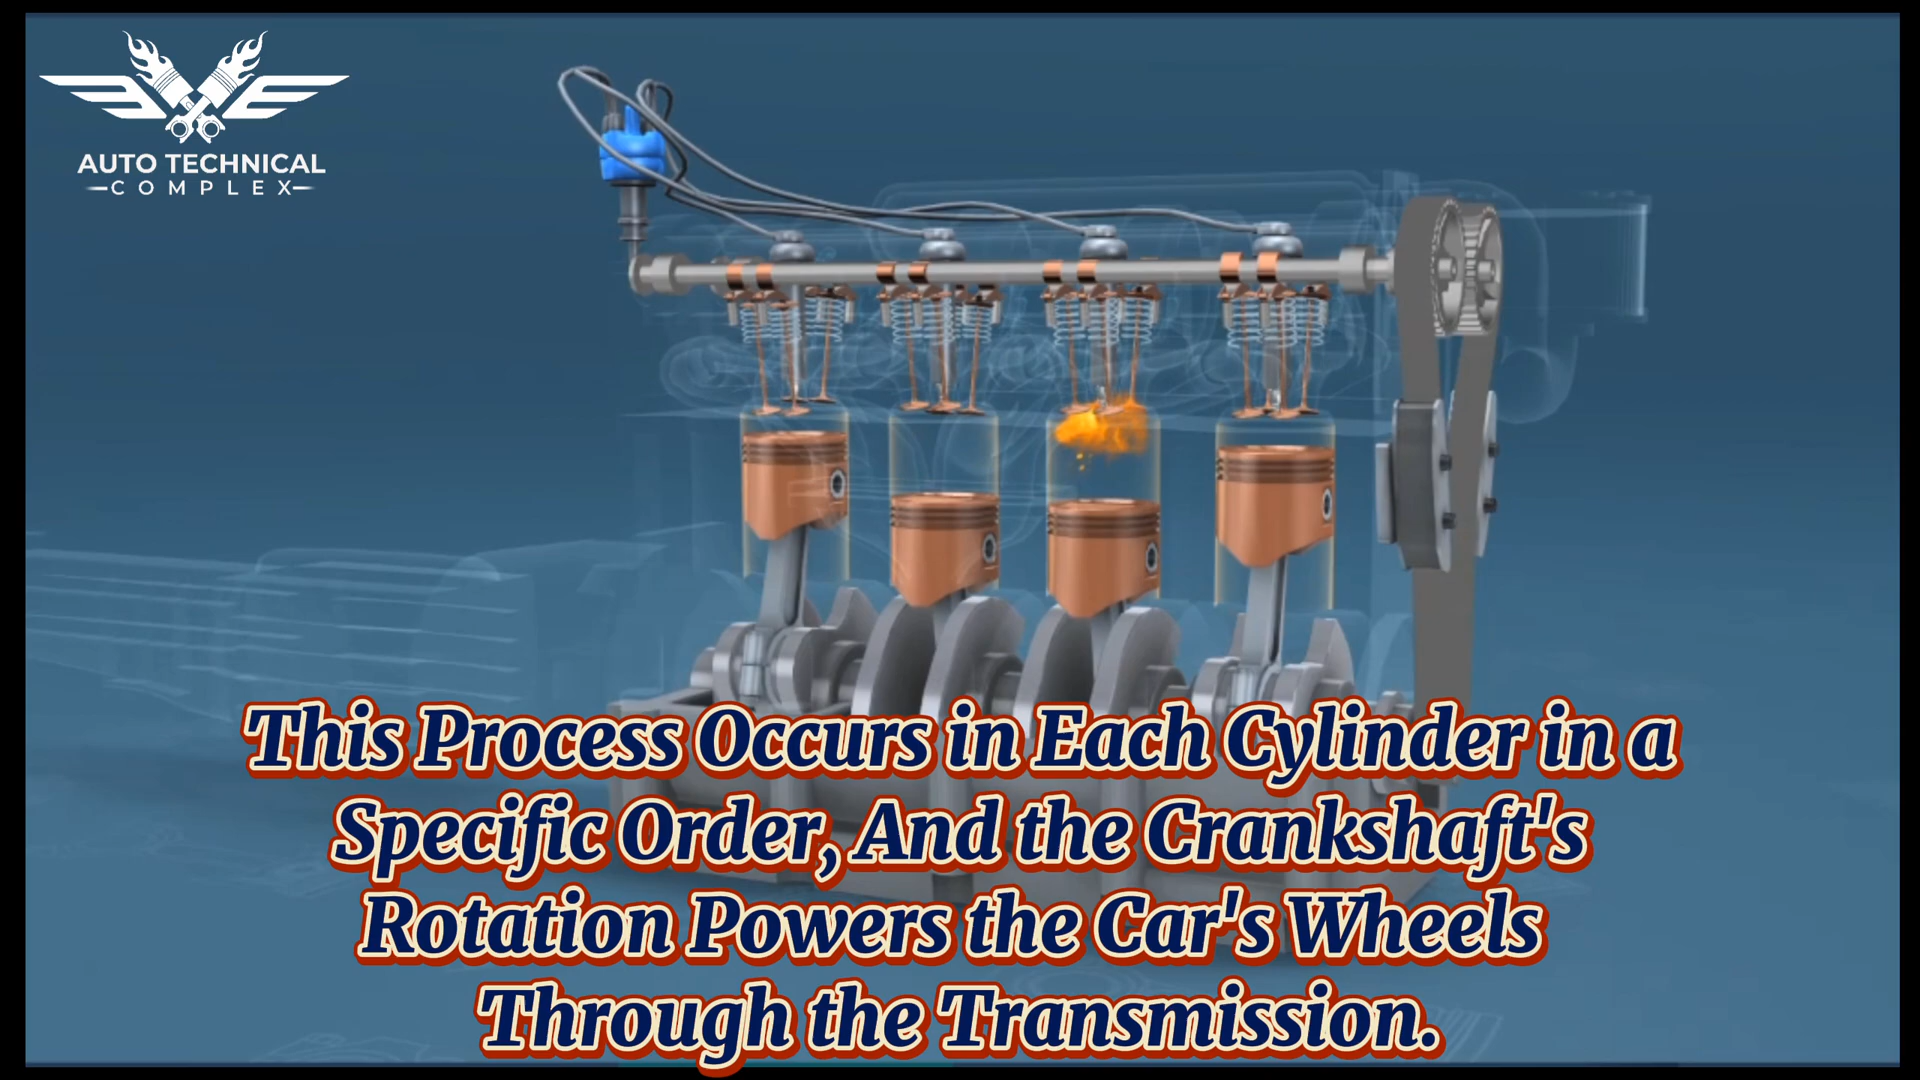 AUTO TECHNICAL
COMPLEX
This Process Occurs in Each Cylinder in a
Specific Order, And the Crankshaft's
Rotation Powers the Car's Wheels
Through the Transmission.